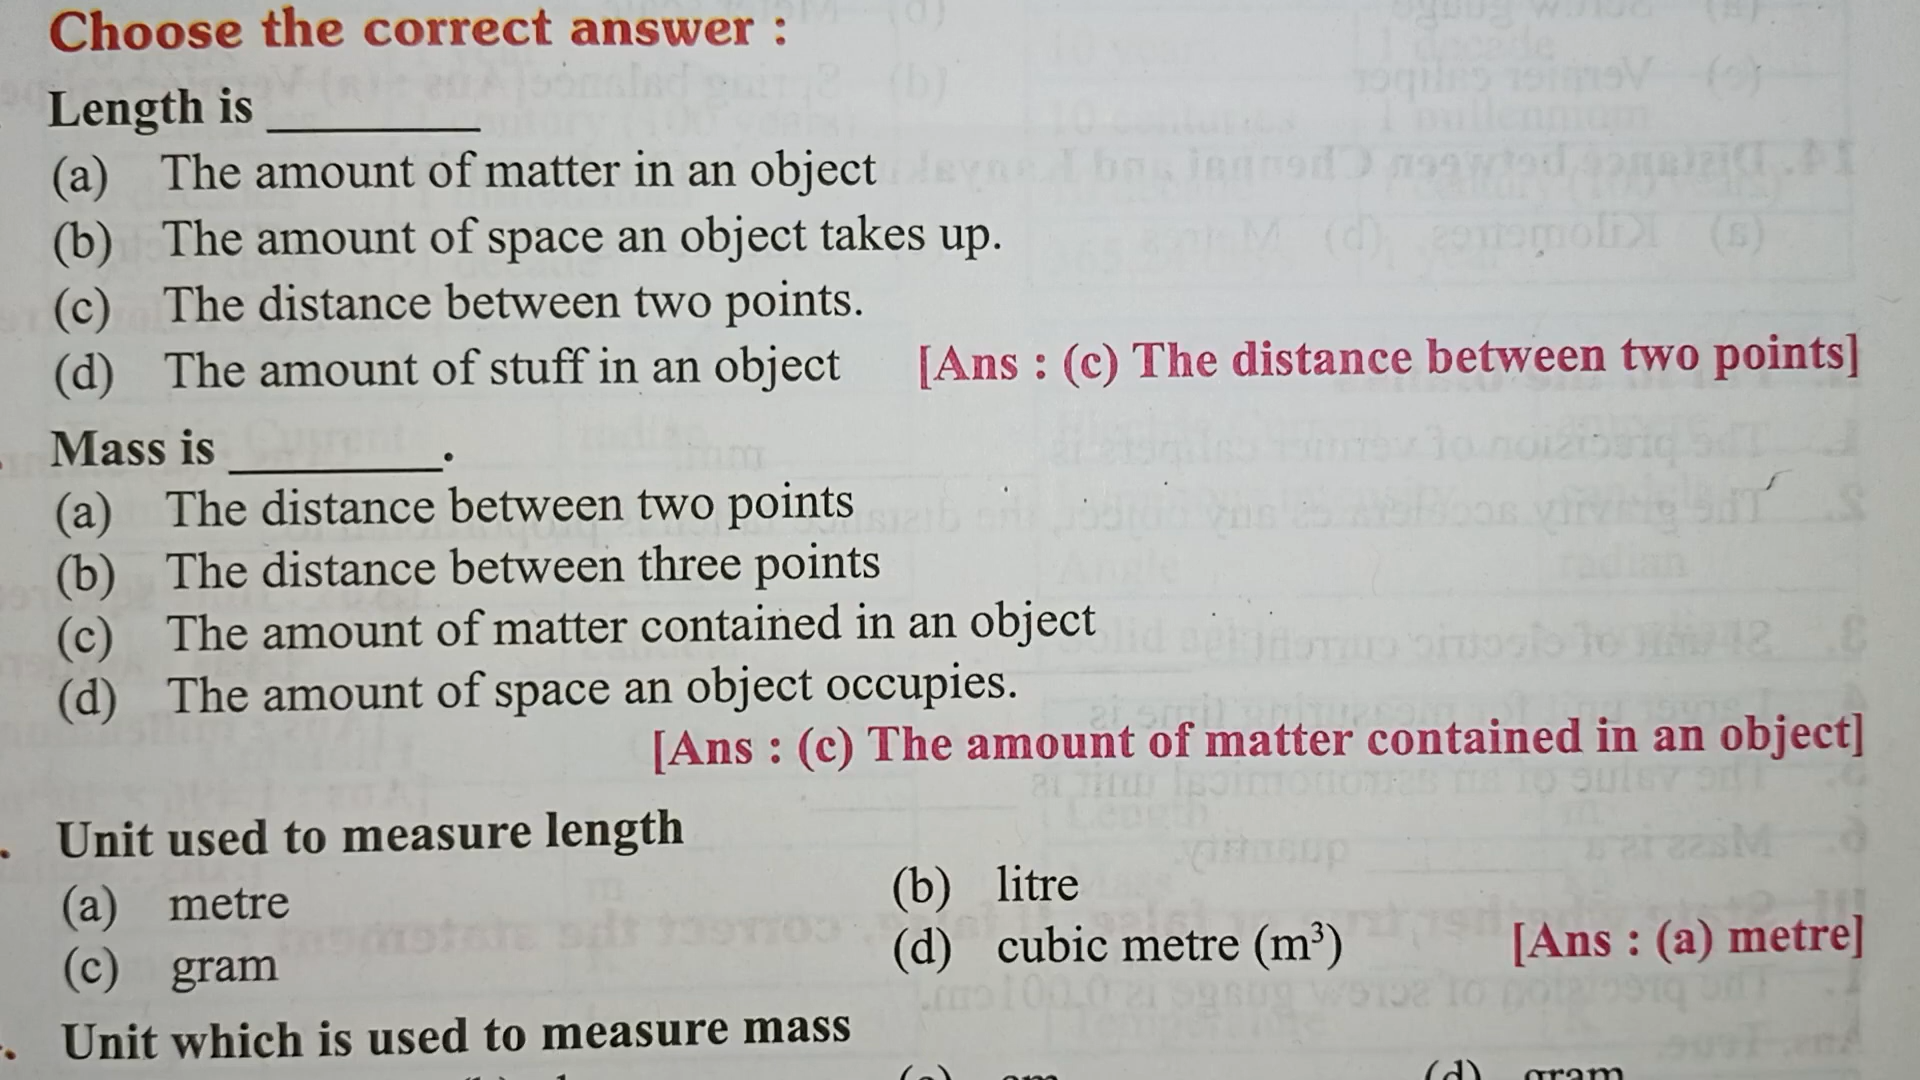 Choose the correct answer :
Length is ________
(a) The amount of matter in an object
(b) The amount of space an object takes up.
(c) The distance between two points.
(d) The amount of stuff in an object [Ans : (c) The distance between two points]
Mass is ________.
(a) The distance between two points
(b) The distance between three points
(c) The amount of matter contained in an object
(d) The amount of space an object occupies.
[Ans : (c) The amount of matter contained in an object]
Unit used to measure length
(a) metre (b) litre
(c) gram (d) cubic metre (m³) [Ans : (a) metre]
Unit which is used to measure mass
(d) gram